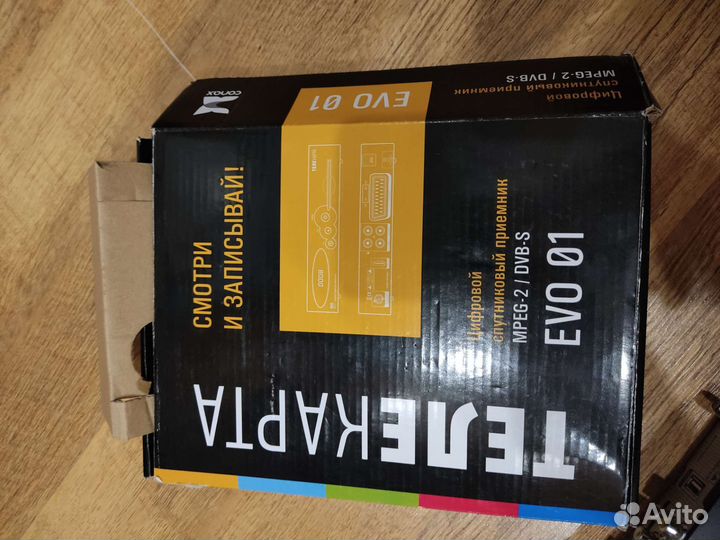 conax
EVO 01
Цифровой
спутниковый приемник
MPEG-2 / DVB-S
СМОТРИ
И ЗАПИСЫВАЙ!
Цифровой
спутниковый приемник
MPEG-2 / DVB-S
EVO 01
ТЕЛЕКАРТА
Avito